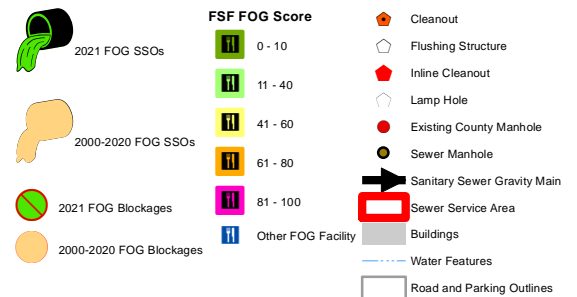 2021 FOG SSOs
2000-2020 FOG SSOs
2021 FOG Blockages
2000-2020 FOG Blockages
FSF FOG Score
0 - 10
11 - 40
41 - 60
61 - 80
81 - 100
Other FOG Facility
Cleanout
Flushing Structure
Inline Cleanout
Lamp Hole
Existing County Manhole
Sewer Manhole
Sanitary Sewer Gravity Main
Sewer Service Area
Buildings
Water Features
Road and Parking Outlines